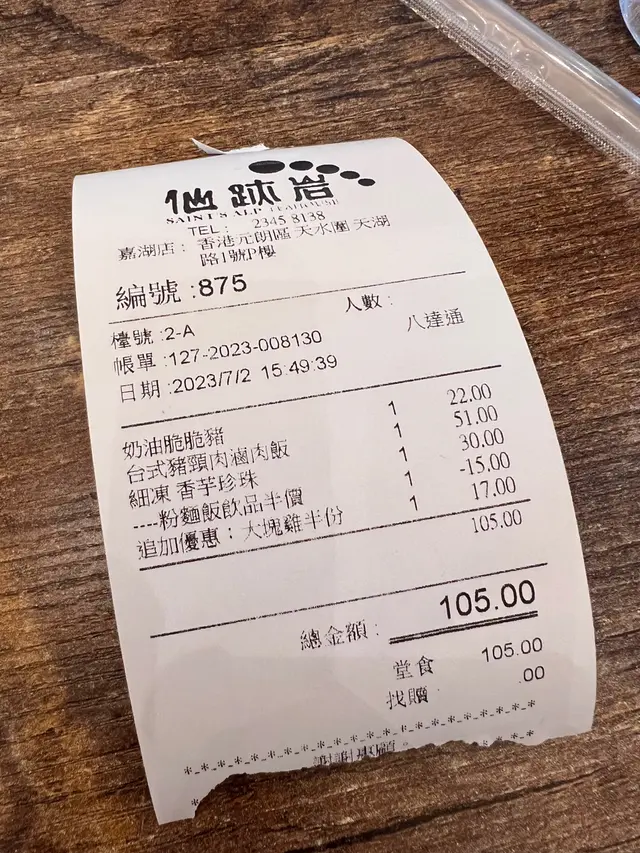 仙跡岩
SAINT'S ALP TEAHOUSE
TEL: 2345 8138
嘉湖店: 香港元朗區 天水圍 天湖
路1號P樓
編號 :875
人數 :
檯號 :2-A 八達通
帳單 :127-2023-008130
日期 :2023/7/2 15:49:39
奶油脆脆豬 1 22.00
台式豬頸肉滷肉飯 1 51.00
細凍 香芋珍珠 1 30.00
----粉麵飯飲品半價 1 -15.00
追加優惠: 大塊雞半份 1 17.00
105.00
總金額: 105.00
堂食 105.00
找贖 .00
*-*-*-*-*-*-*-*-*-*-*-*-*-*-*-*-*
謝謝惠顧。